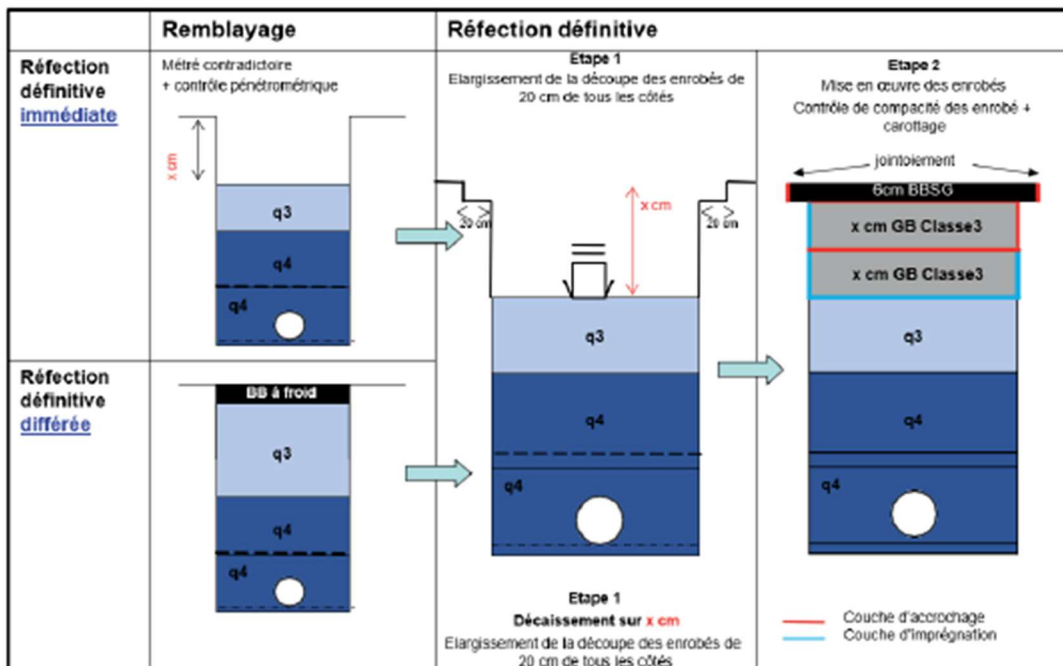 Remblayage
Réfection définitive
Réfection
définitive
immédiate
Métré contradictoire
+ contrôle pénétrométrique
x cm
q3
q4
q4
Etape 1
Elargissement de la découpe des enrobés de
20 cm de tous les côtés
x cm
20 cm
20 cm
q3
q4
q4
Etape 2
Mise en œuvre des enrobés
Contrôle de compacité des enrobé +
carottage
jointoiement
6cm BBSG
x cm GB Classe3
x cm GB Classe3
q3
q4
q4
Réfection
définitive
différée
BB à froid
q3
q4
q4
Etape 1
Décaissement sur x cm
Elargissement de la découpe des enrobés de
20 cm de tous les côtés
Couche d'accrochage
Couche d'imprégnation